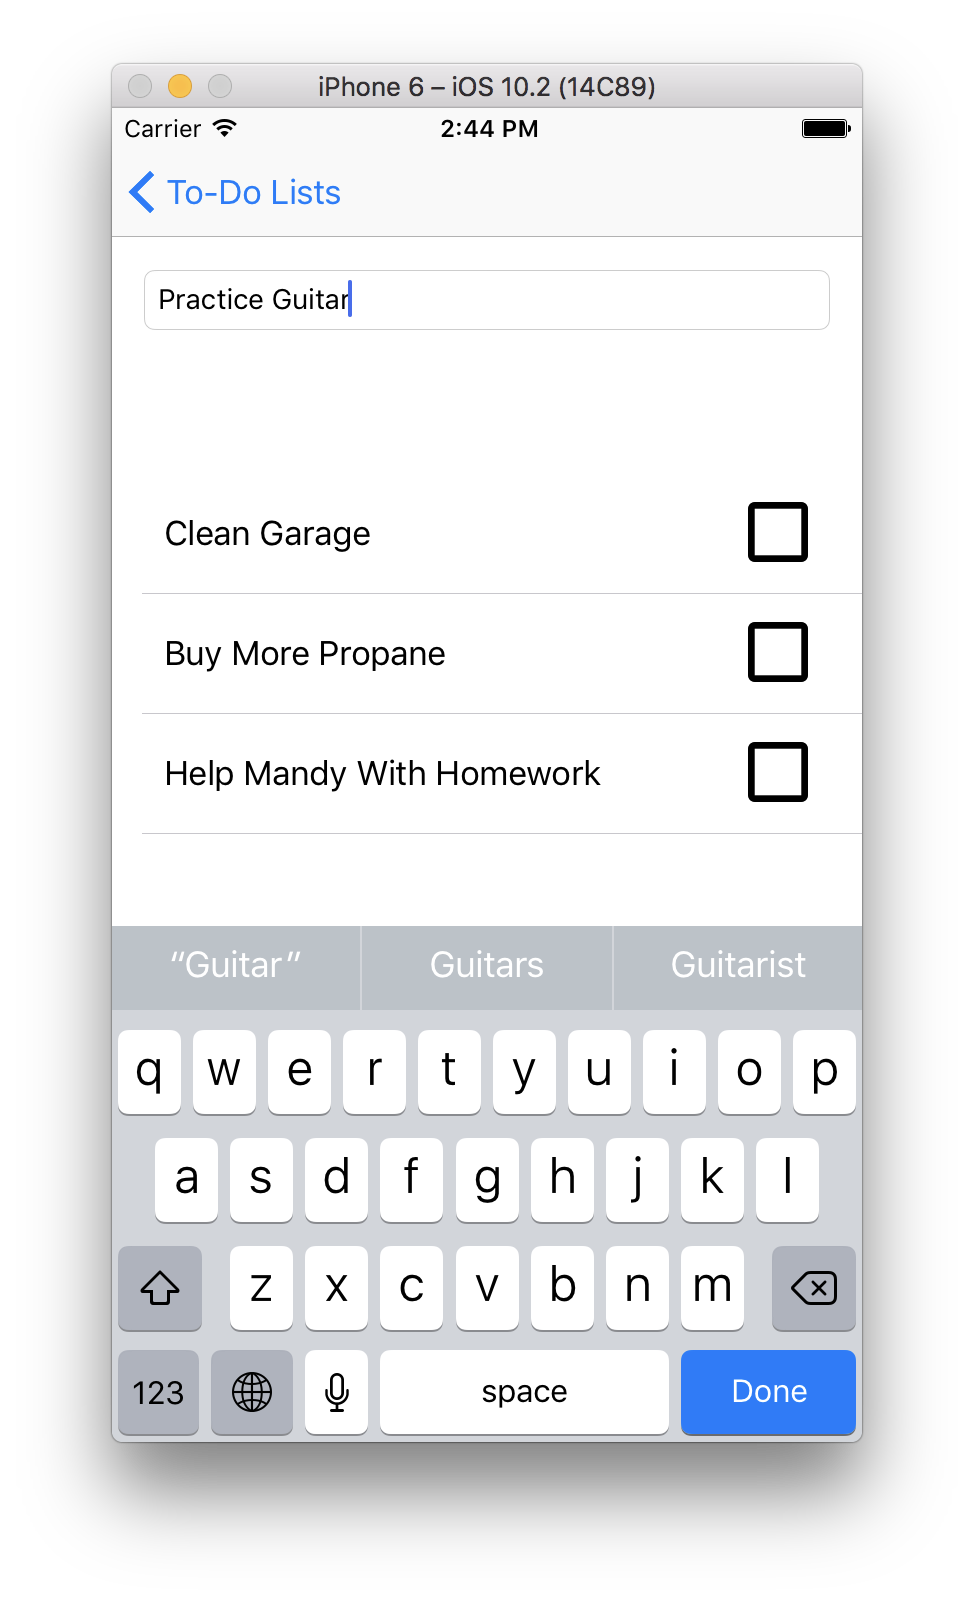 iPhone 6 – iOS 10.2 (14C89)
Carrier 2:44 PM
To-Do Lists
Practice Guitar
Clean Garage
Buy More Propane
Help Mandy With Homework
“Guitar” Guitars Guitarist
q w e r t y u i o p
a s d f g h j k l
z x c v b n m
123 space Done